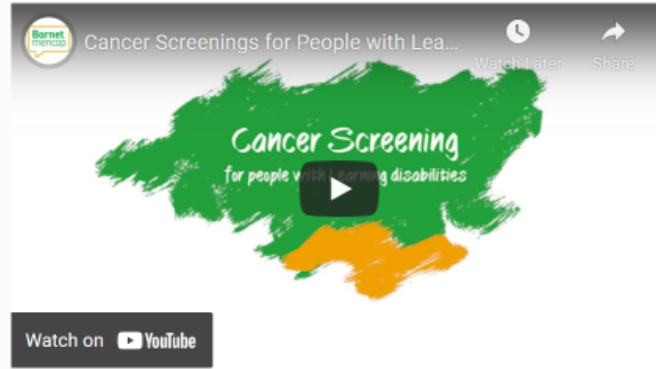 Barnet
mencap
Cancer Screenings for People with Lea...
Watch Later
Share
Cancer Screening
for people with Learning disabilities
Watch on YouTube